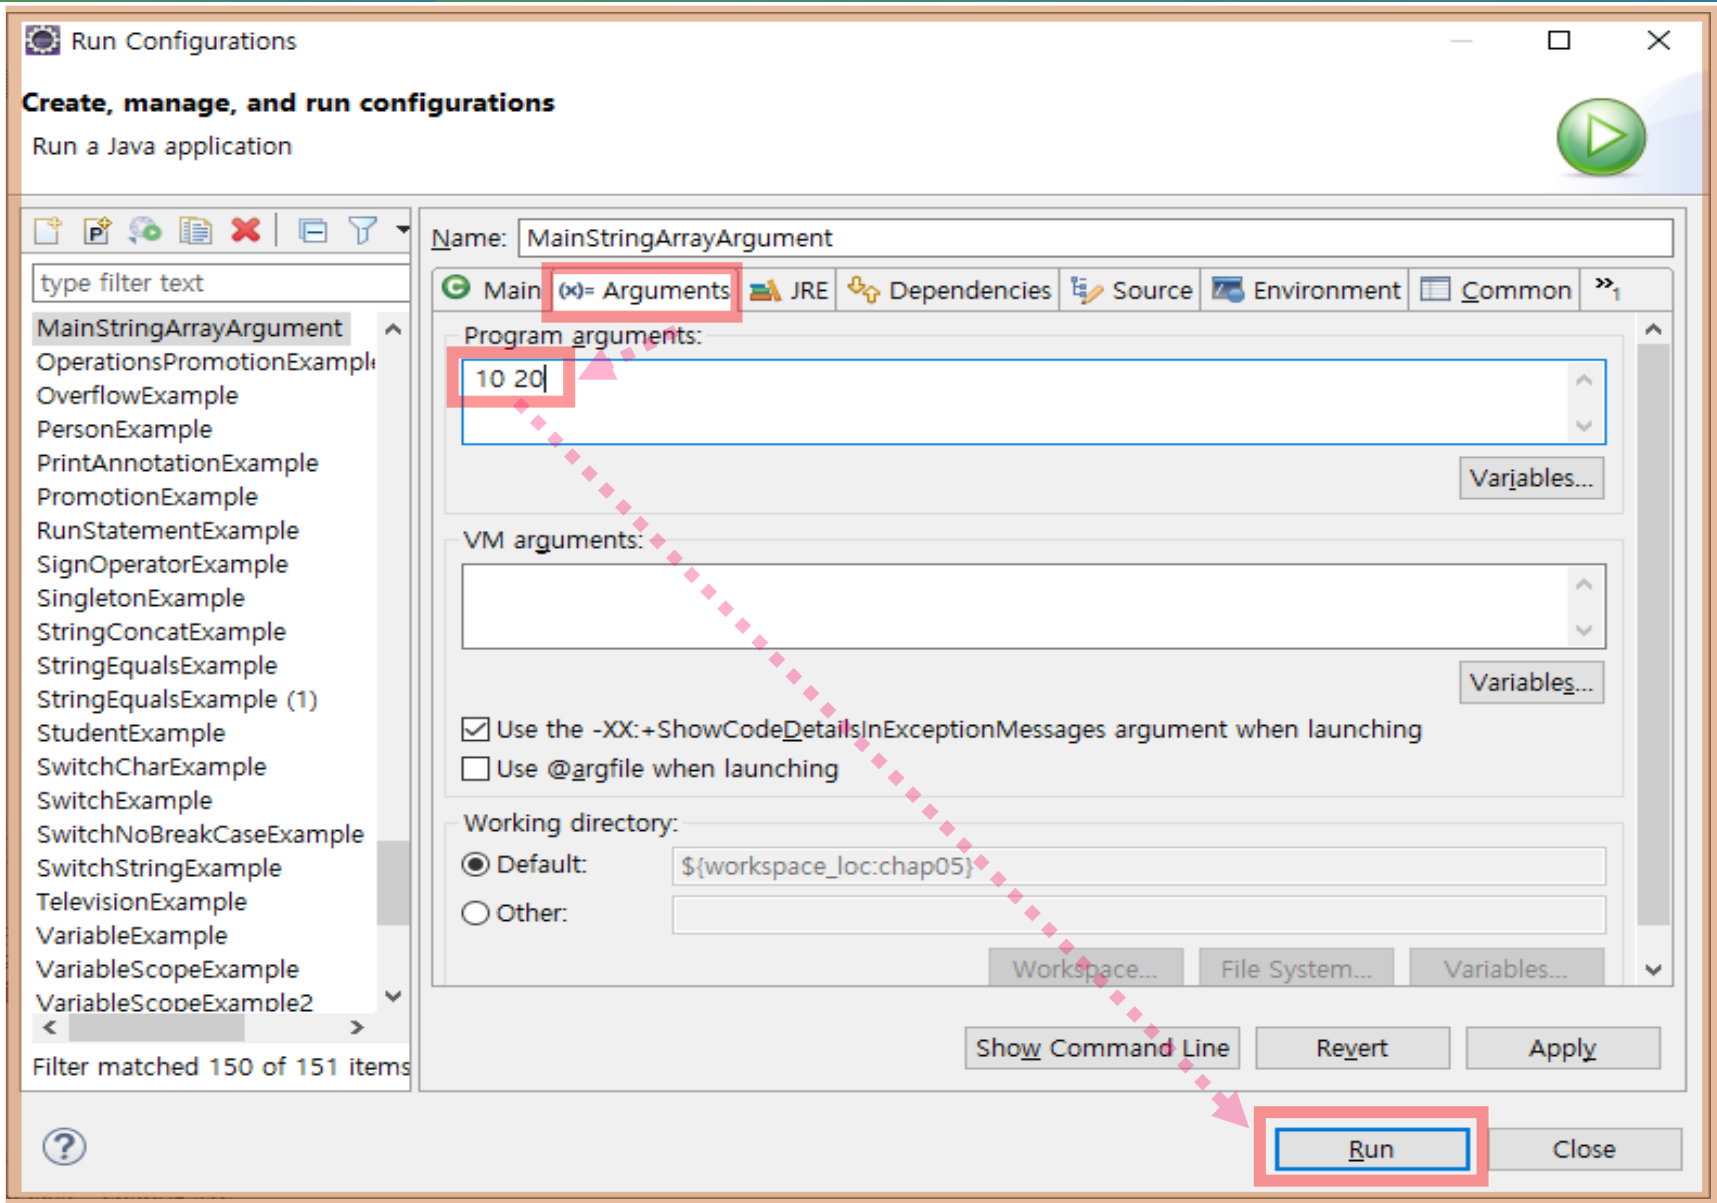 Run Configurations
Create, manage, and run configurations
Run a Java application
type filter text
MainStringArrayArgument
OperationsPromotionExample
OverflowExample
PersonExample
PrintAnnotationExample
PromotionExample
RunStatementExample
SignOperatorExample
SingletonExample
StringConcatExample
StringEqualsExample
StringEqualsExample (1)
StudentExample
SwitchCharExample
SwitchExample
SwitchNoBreakCaseExample
SwitchStringExample
TelevisionExample
VariableExample
VariableScopeExample
VariableScopeExample2
Filter matched 150 of 151 items
Name: MainStringArrayArgument
Main (x)= Arguments JRE Dependencies Source Environment Common »1
Program arguments:
10 20
Variables...
VM arguments:
Variables...
Use the -XX:+ShowCodeDetailsInExceptionMessages argument when launching
Use @argfile when launching
Working directory:
Default: ${workspace_loc:chap05}
Other:
Workspace... File System... Variables...
Show Command Line Revert Apply
Run Close